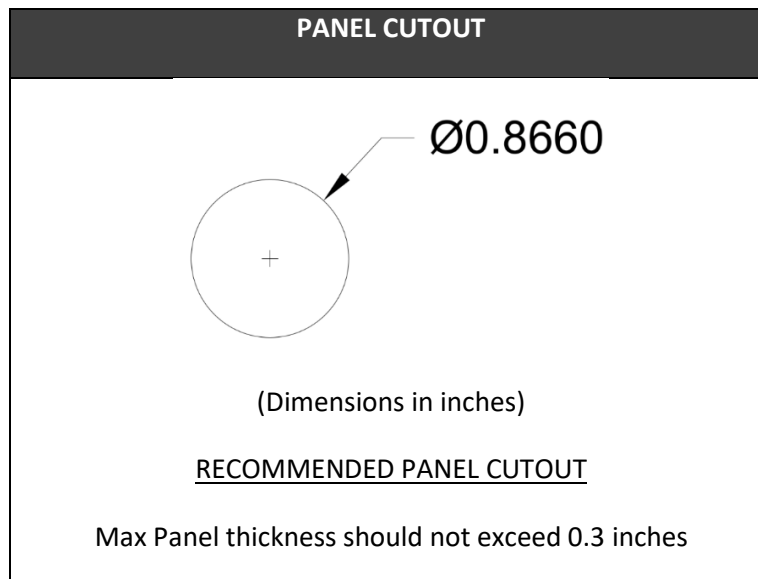 PANEL CUTOUT
Ø0.8660
(Dimensions in inches)
RECOMMENDED PANEL CUTOUT
Max Panel thickness should not exceed 0.3 inches